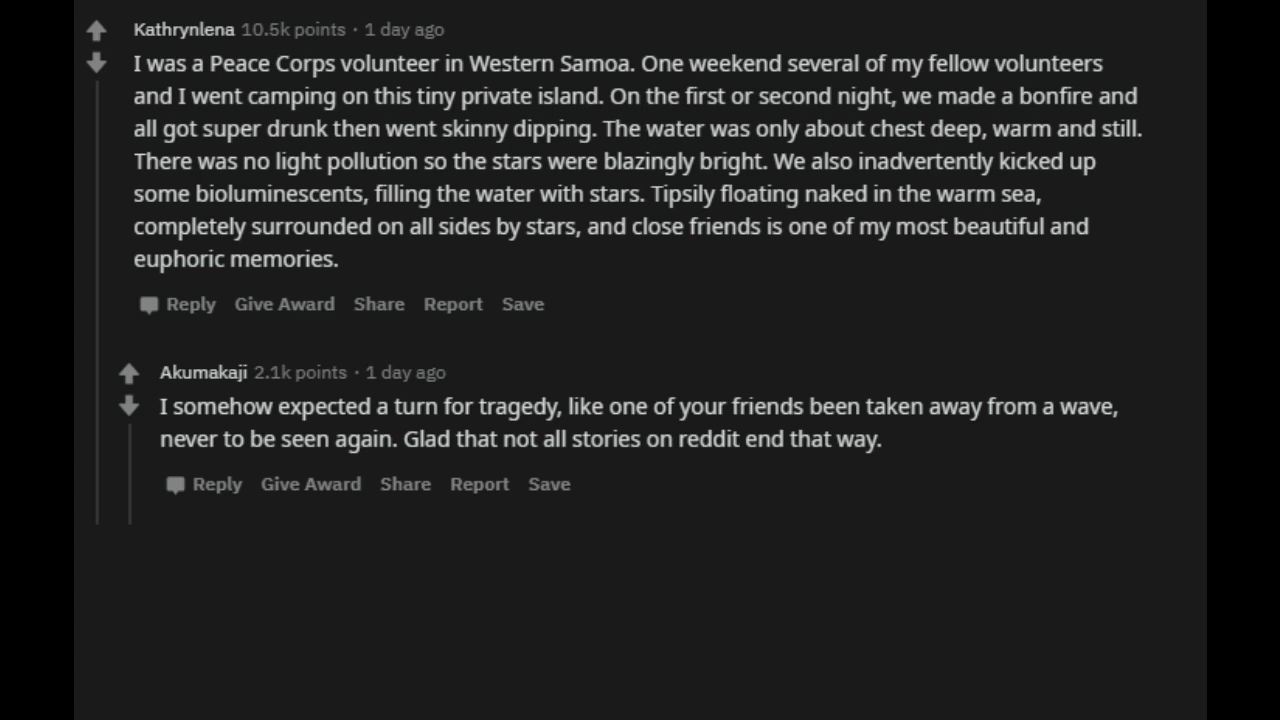 Kathrynlena 10.5k points · 1 day ago
I was a Peace Corps volunteer in Western Samoa. One weekend several of my fellow volunteers
and I went camping on this tiny private island. On the first or second night, we made a bonfire and
all got super drunk then went skinny dipping. The water was only about chest deep, warm and still.
There was no light pollution so the stars were blazingly bright. We also inadvertently kicked up
some bioluminescents, filling the water with stars. Tipsily floating naked in the warm sea,
completely surrounded on all sides by stars, and close friends is one of my most beautiful and
euphoric memories.
Reply Give Award Share Report Save
Akumakaji 2.1k points · 1 day ago
I somehow expected a turn for tragedy, like one of your friends been taken away from a wave,
never to be seen again. Glad that not all stories on reddit end that way.
Reply Give Award Share Report Save